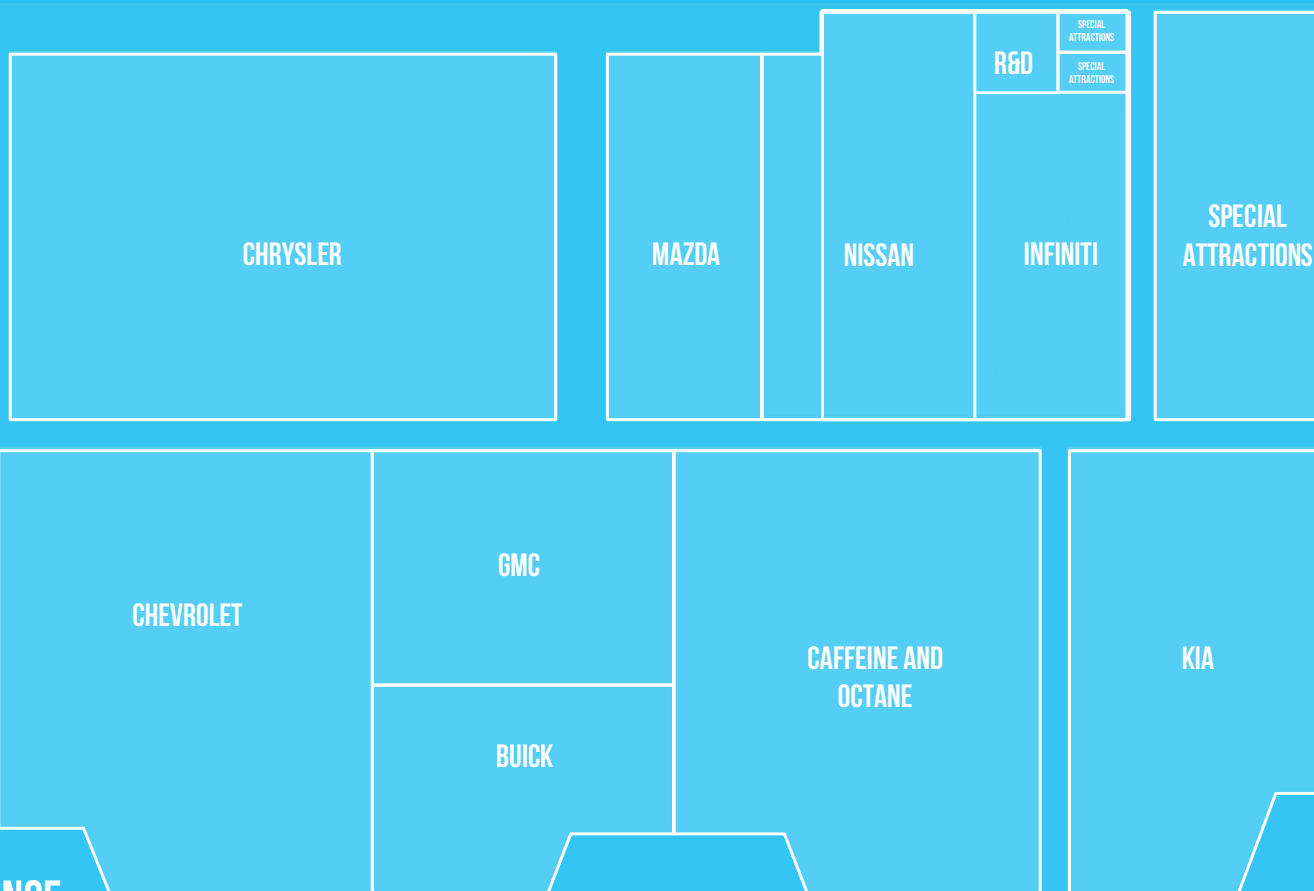 SPECIAL
ATTRACTIONS
R&D
SPECIAL
ATTRACTIONS
CHRYSLER
MAZDA
NISSAN
INFINITI
SPECIAL
ATTRACTIONS
CHEVROLET
GMC
BUICK
CAFFEINE AND
OCTANE
KIA